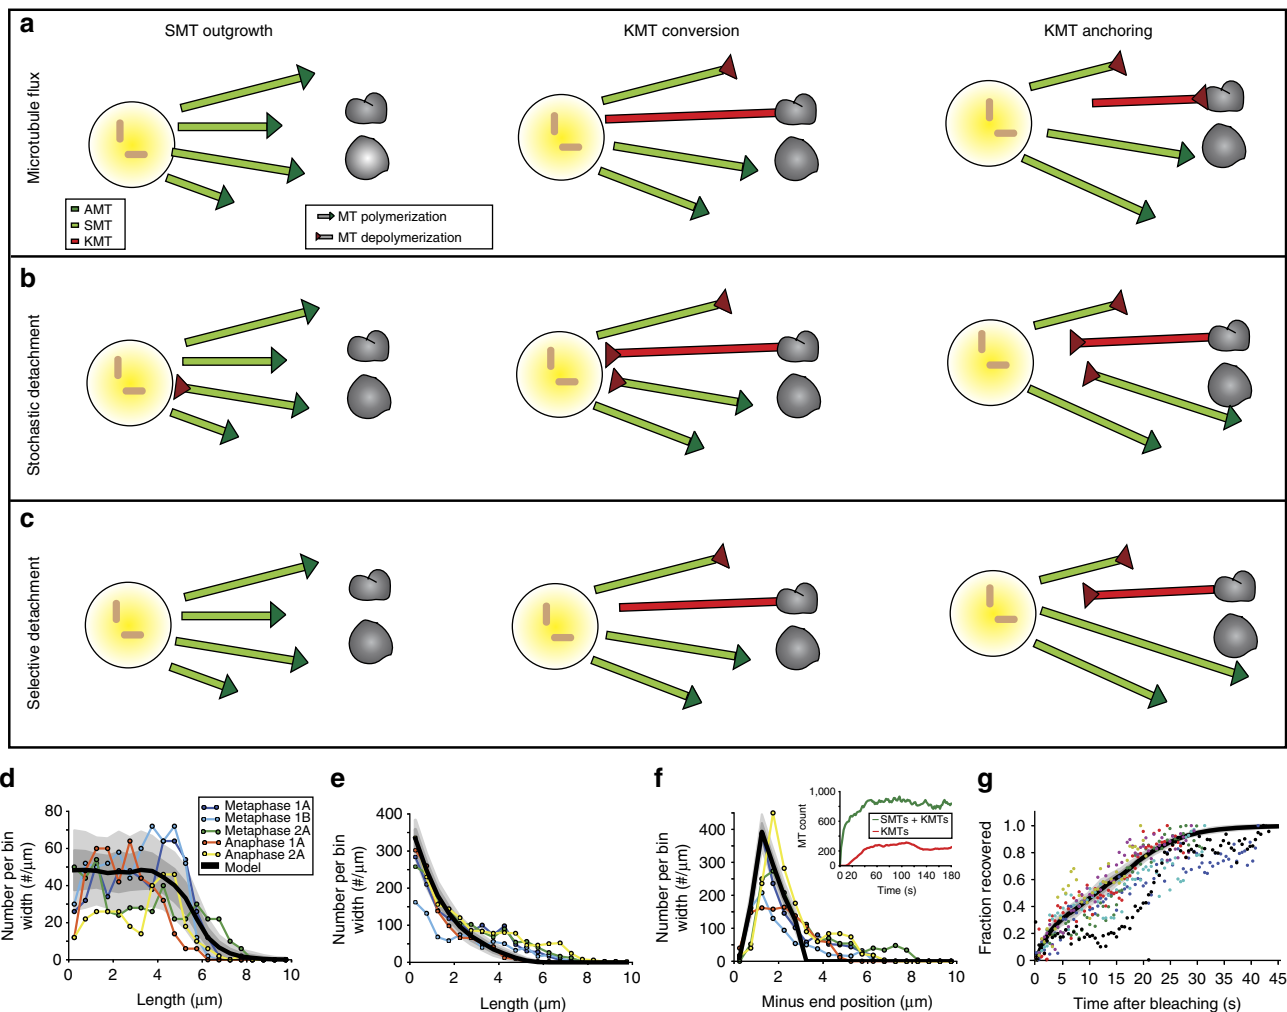 a
SMT outgrowth
KMT conversion
KMT anchoring
Microtubule flux
AMT
SMT
KMT
MT polymerization
MT depolymerization
b
Stochastic detachment
c
Selective detachment
d
Number per bin
width (#/μm)
80
60
40
20
0
0 2 4 6 8 10
Length (μm)
Metaphase 1A
Metaphase 1B
Metaphase 2A
Anaphase 1A
Anaphase 2A
Model
e
Number per bin
width (#/μm)
400
300
200
100
0
0 2 4 6 8 10
Length (μm)
f
Number per bin
width (#/μm)
400
300
200
100
0
0 2 4 6 8 10
Minus end position (μm)
MT count
1,000
600
200
0
0 20 60 100 140 180
Time (s)
SMTs + KMTs
KMTs
g
Fraction recovered
1.0
0.8
0.6
0.4
0.2
0
0 5 10 15 20 25 30 35 40 45
Time after bleaching (s)